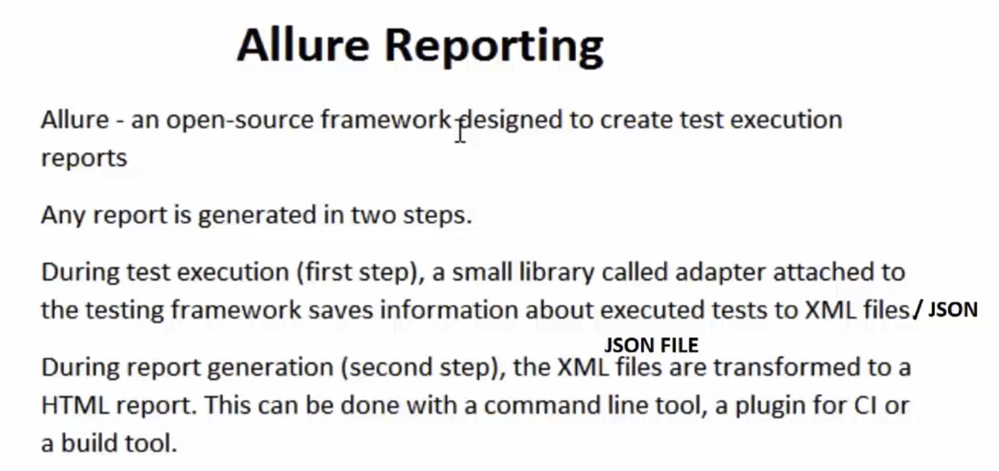 Allure Reporting
Allure - an open-source framework designed to create test execution
reports
Any report is generated in two steps.
During test execution (first step), a small library called adapter attached to
the testing framework saves information about executed tests to XML files/ JSON
JSON FILE
During report generation (second step), the XML files are transformed to a
HTML report. This can be done with a command line tool, a plugin for CI or
a build tool.